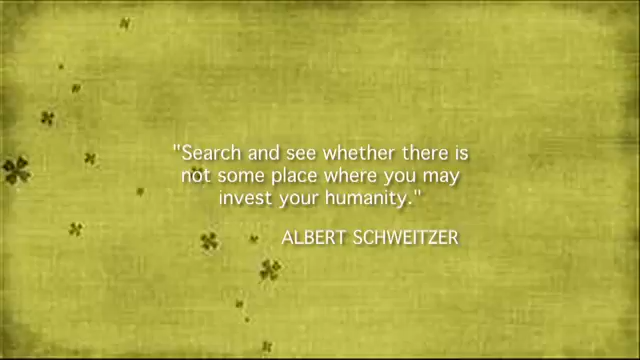 "Search and see whether there is
not some place where you may
invest your humanity."
ALBERT SCHWEITZER